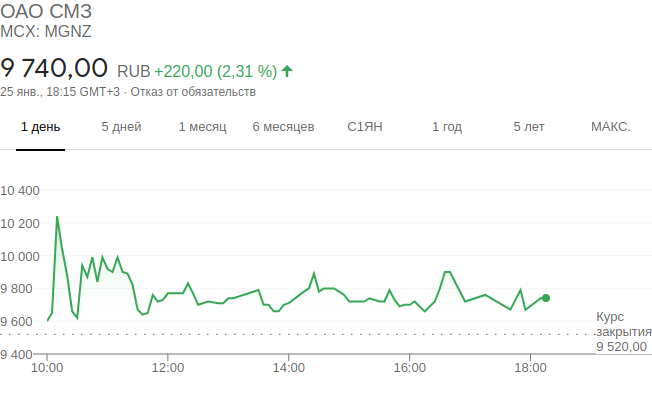 ОАО СМЗ
MCX: MGNZ
9 740,00 RUB +220,00 (2,31 %)
25 янв., 18:15 GMT+3 · Отказ от обязательств
1 день 5 дней 1 месяц 6 месяцев С1ЯН 1 год 5 лет МАКС.
10 400
10 200
10 000
9 800
9 600
9 400
Курс
закрытия
9 520,00
10:00 12:00 14:00 16:00 18:00